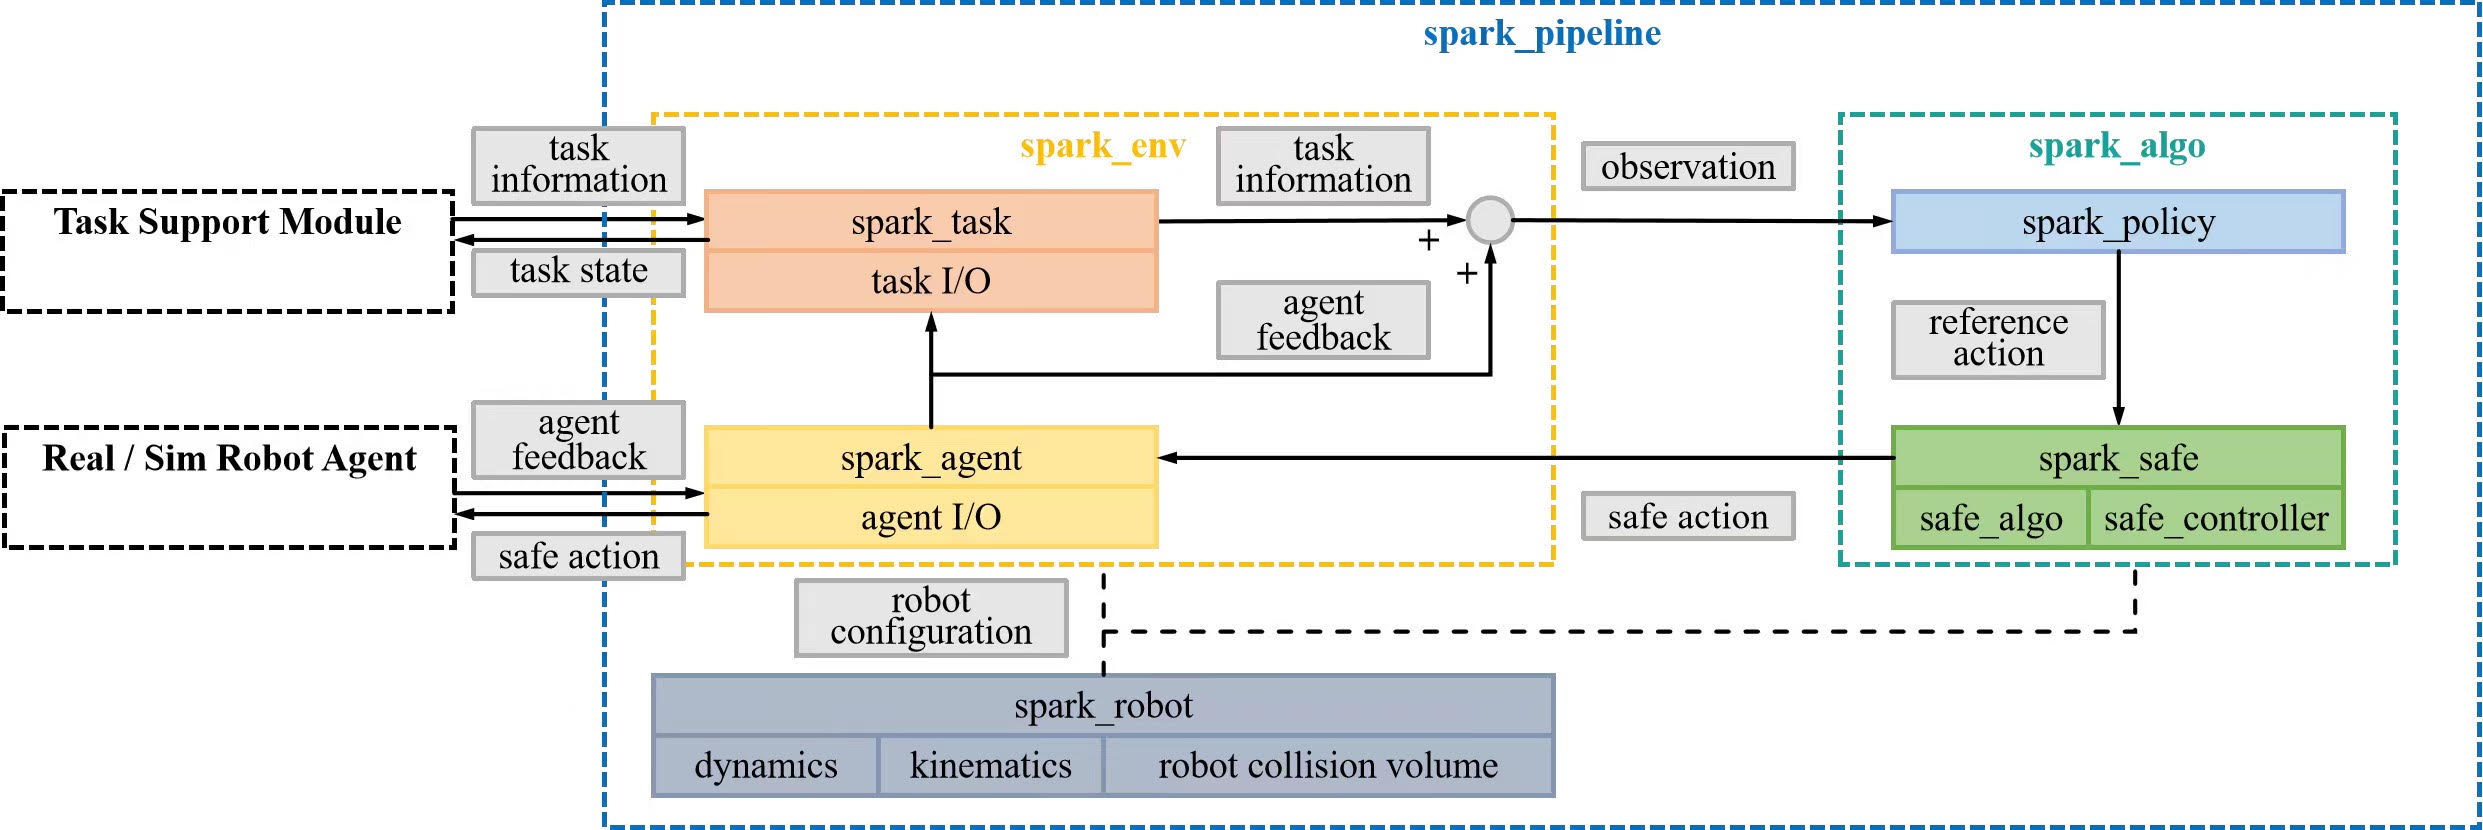 spark_pipeline
task
information
spark_env
task
information
observation
spark_algo
Task Support Module
spark_task
+
spark_policy
task state
task I/O
+
agent
feedback
reference
action
agent
feedback
Real / Sim Robot Agent
spark_agent
spark_safe
agent I/O
safe action
safe_algo
safe_controller
safe action
robot
configuration
spark_robot
dynamics
kinematics
robot collision volume